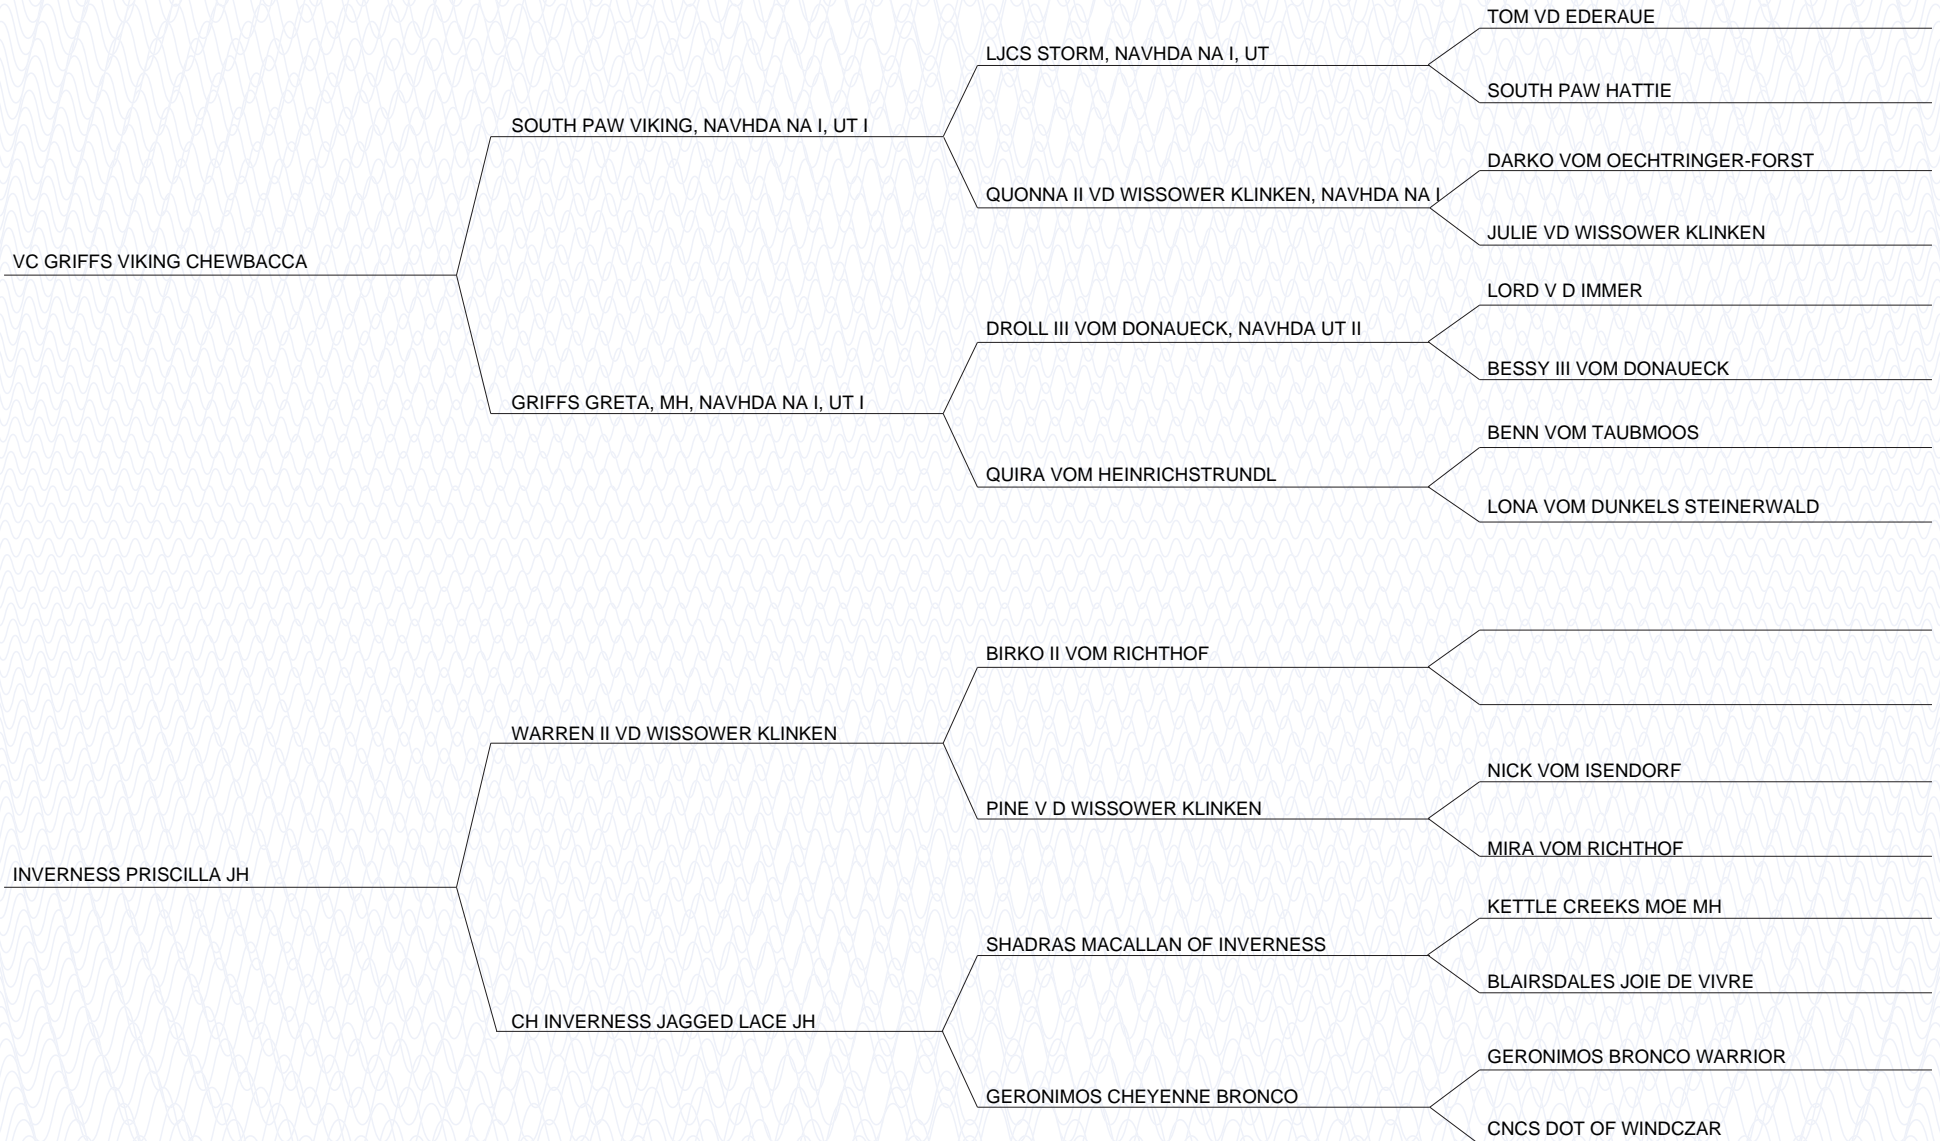 TOM VD EDERAUE
LJCS STORM, NAVHDA NA I, UT
SOUTH PAW HATTIE
SOUTH PAW VIKING, NAVHDA NA I, UT I
DARKO VOM OECHTRINGER-FORST
QUONNA II VD WISSOWER KLINKEN, NAVHDA NA I
JULIE VD WISSOWER KLINKEN
VC GRIFFS VIKING CHEWBACCA
LORD V D IMMER
DROLL III VOM DONAUECK, NAVHDA UT II
BESSY III VOM DONAUECK
GRIFFS GRETA, MH, NAVHDA NA I, UT I
BENN VOM TAUBMOOS
QUIRA VOM HEINRICHSTRUNDL
LONA VOM DUNKELS STEINERWALD
BIRKO II VOM RICHTHOF
WARREN II VD WISSOWER KLINKEN
NICK VOM ISENDORF
PINE V D WISSOWER KLINKEN
MIRA VOM RICHTHOF
INVERNESS PRISCILLA JH
KETTLE CREEKS MOE MH
SHADRAS MACALLAN OF INVERNESS
BLAIRSDALES JOIE DE VIVRE
CH INVERNESS JAGGED LACE JH
GERONIMOS BRONCO WARRIOR
GERONIMOS CHEYENNE BRONCO
CNCS DOT OF WINDCZAR